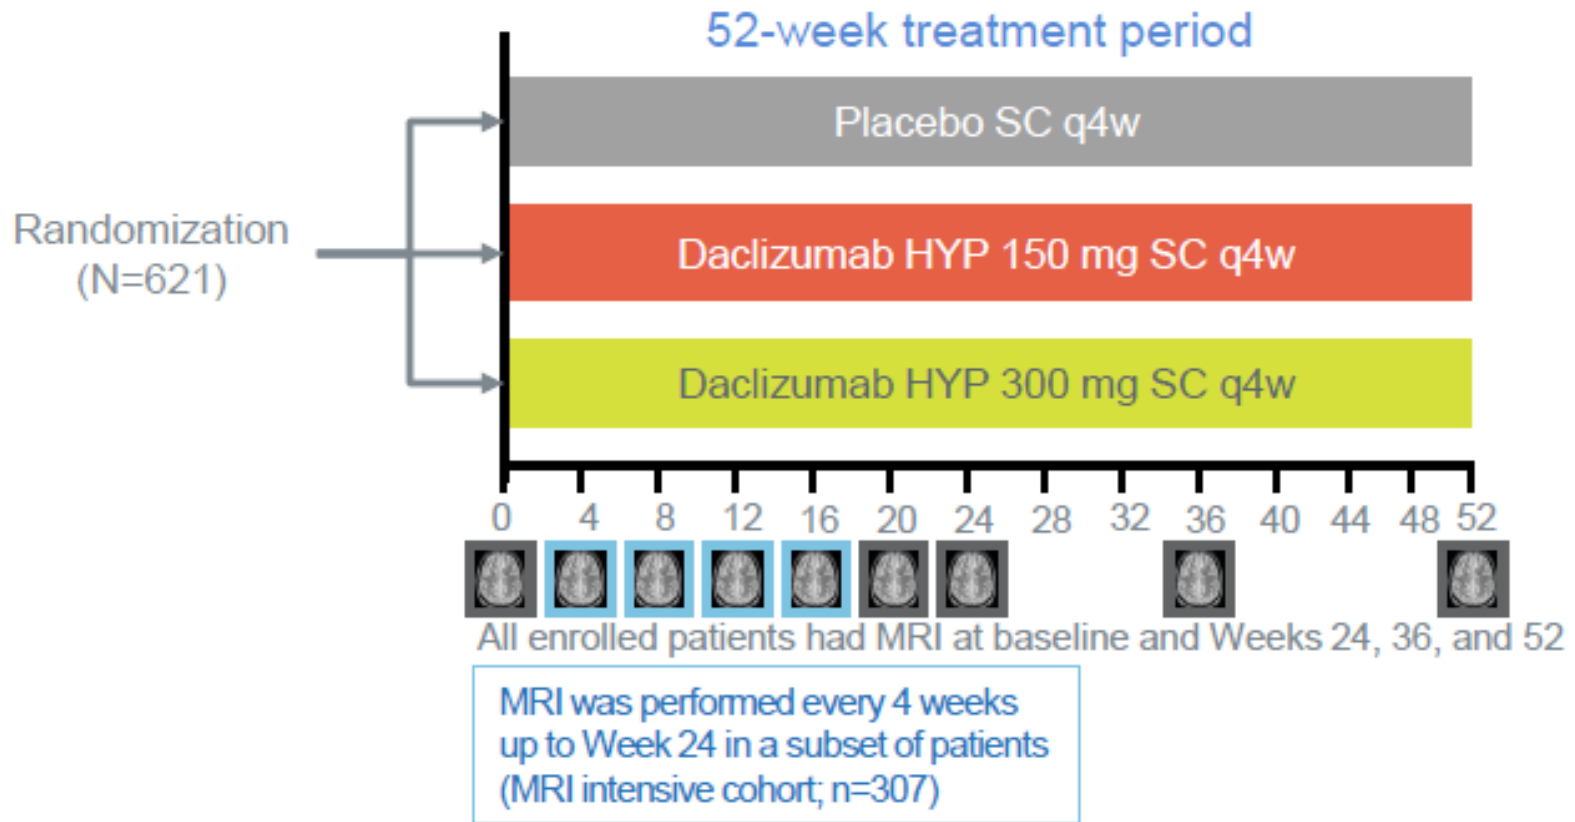 52-week treatment period
Placebo SC q4w
Randomization
(N=621)
Daclizumab HYP 150 mg SC q4w
Daclizumab HYP 300 mg SC q4w
0 4 8 12 16 20 24 28 32 36 40 44 48 52
All enrolled patients had MRI at baseline and Weeks 24, 36, and 52
MRI was performed every 4 weeks
up to Week 24 in a subset of patients
(MRI intensive cohort; n=307)